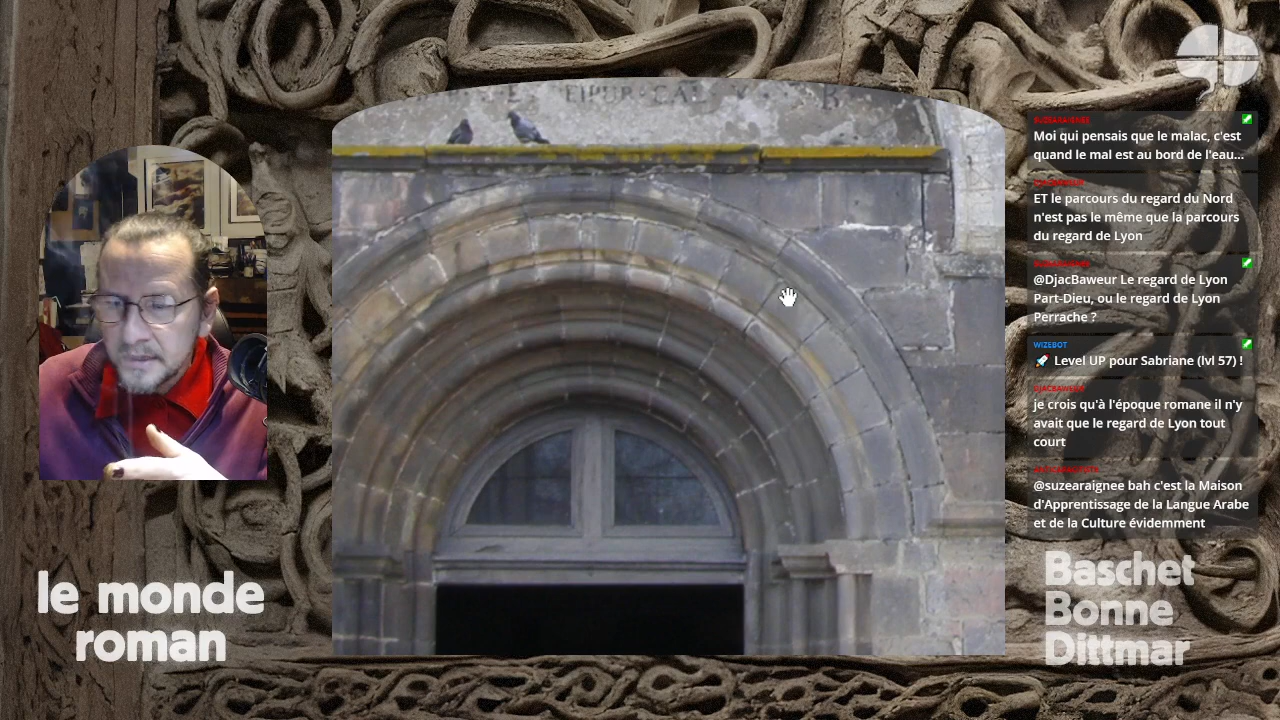 SUZEARAIGNEE
Moi qui pensais que le malac, c'est
quand le mal est au bord de l'eau...
ET le parcours du regard du Nord
n'est pas le même que la parcours
du regard de Lyon
@DjacBaweur Le regard de Lyon
Part-Dieu, ou le regard de Lyon
Perrache ?
WIZEBOT
🚀 Level UP pour Sabriane (lvl 57) !
DJACBAWEUR
je crois qu'à l'époque romane il n'y
avait que le regard de Lyon tout
court
@suzearaignee bah c'est la Maison
d'Apprentissage de la Langue Arabe
et de la Culture évidemment
le monde
roman
Baschet
Bonne
Dittmar